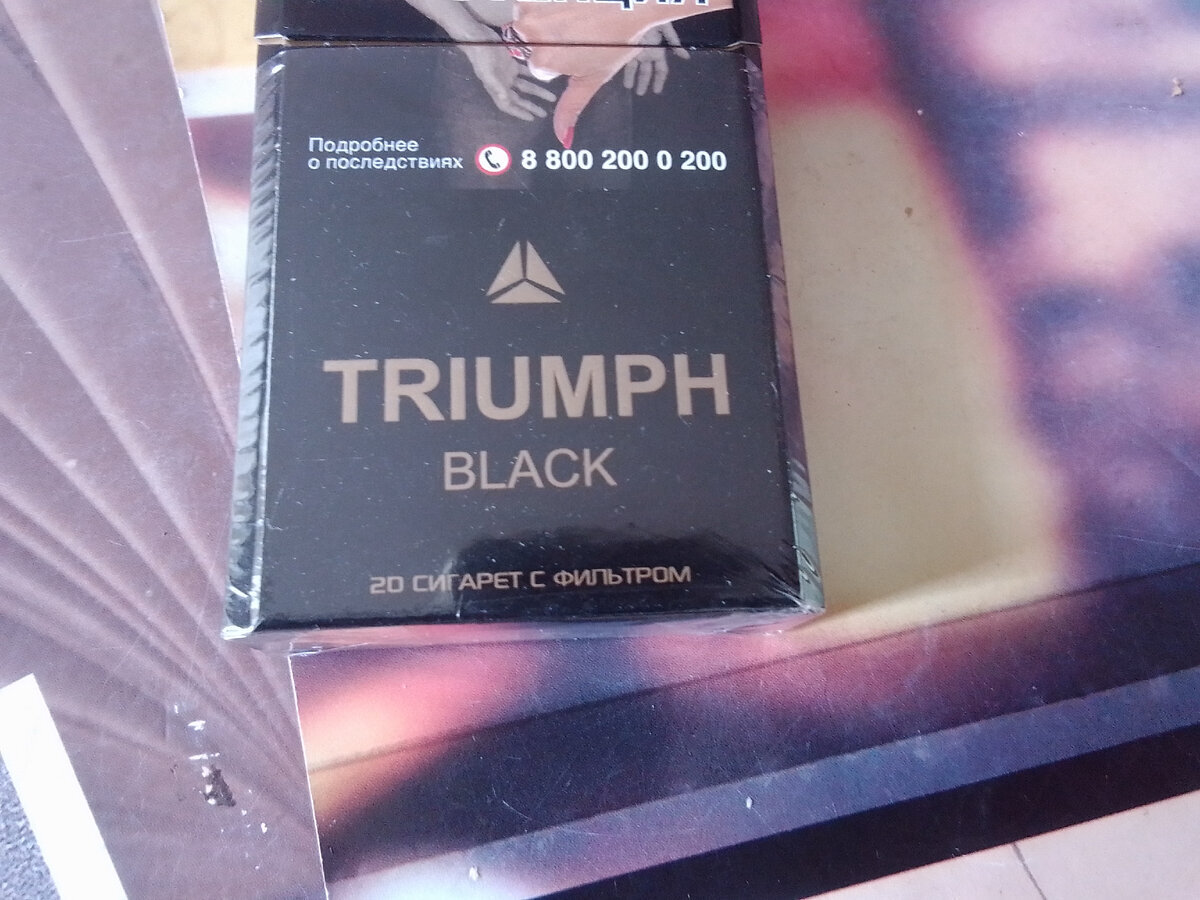 Подробнее
о последствиях 8 800 200 0 200
TRIUMPH
BLACK
20 СИГАРЕТ С ФИЛЬТРОМ